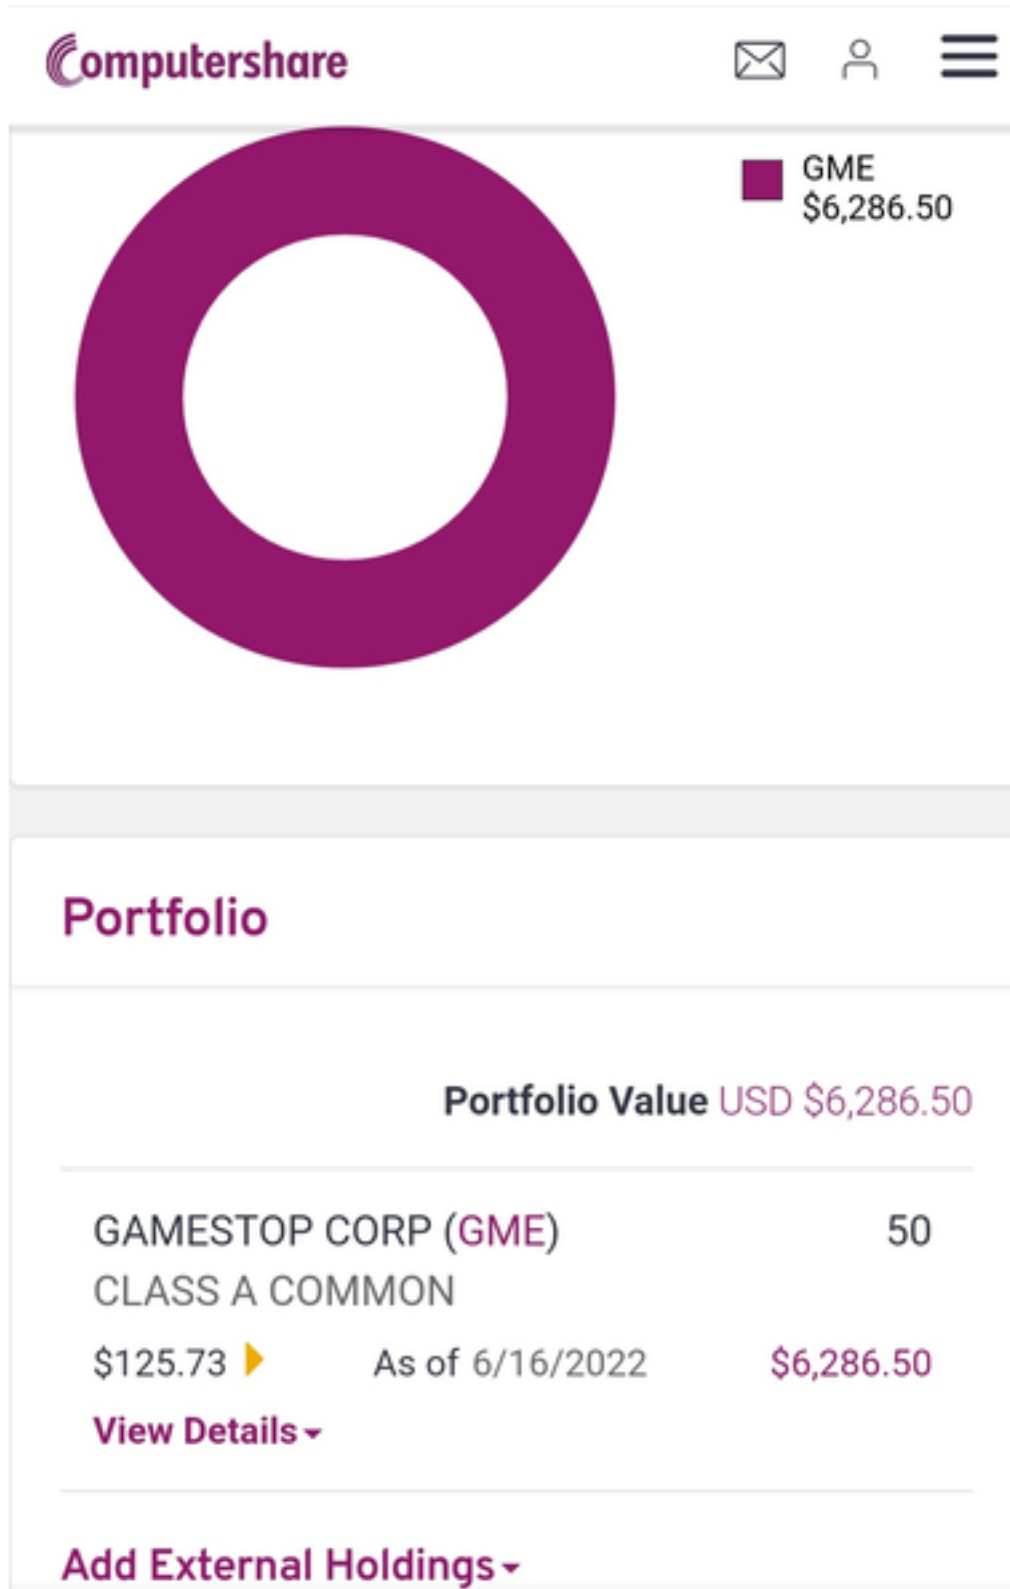 Computershare
GME
$6,286.50
Portfolio
Portfolio Value USD $6,286.50
GAMESTOP CORP (GME) 50
CLASS A COMMON
$125.73 As of 6/16/2022 $6,286.50
View Details
Add External Holdings